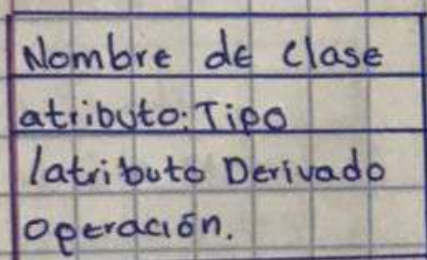 Nombre de clase
atributo: Tipo
/atributo Derivado
operación.